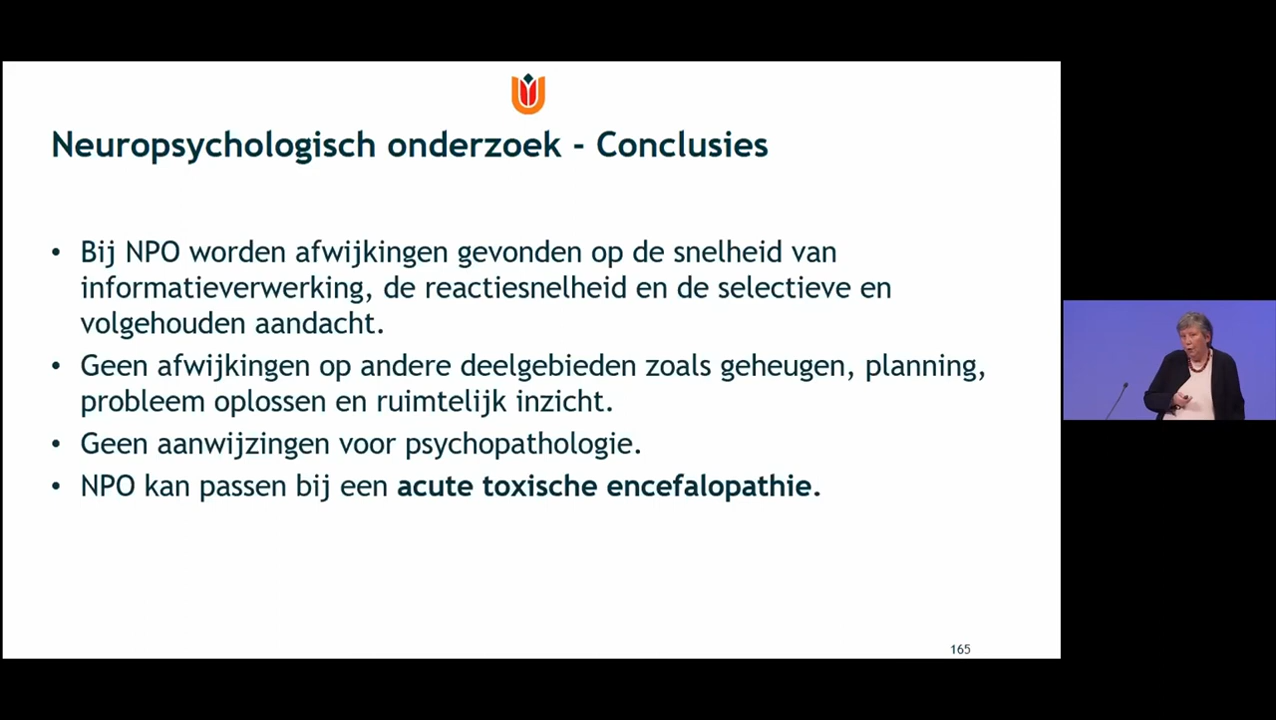 Neuropsychologisch onderzoek - Conclusies
• Bij NPO worden afwijkingen gevonden op de snelheid van
informatieverwerking, de reactiesnelheid en de selectieve en
volgehouden aandacht.
• Geen afwijkingen op andere deelgebieden zoals geheugen, planning,
probleem oplossen en ruimtelijk inzicht.
• Geen aanwijzingen voor psychopathologie.
• NPO kan passen bij een acute toxische encefalopathie.
165